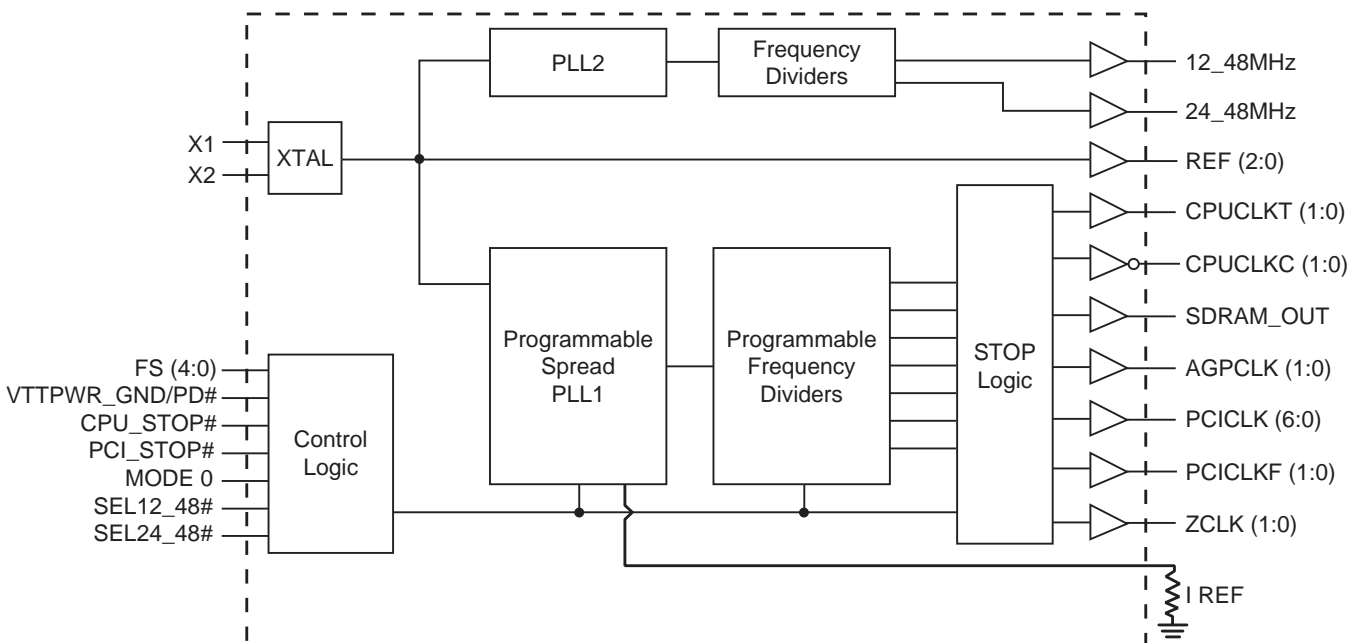 PLL2
Frequency
Dividers
12_48MHz
24_48MHz
X1
X2
XTAL
REF (2:0)
CPUCLKT (1:0)
CPUCLKC (1:0)
SDRAM_OUT
AGPCLK (1:0)
PCICLK (6:0)
PCICLKF (1:0)
ZCLK (1:0)
Programmable
Spread
PLL1
Programmable
Frequency
Dividers
STOP
Logic
FS (4:0)
VTTPWR_GND/PD#
CPU_STOP#
PCI_STOP#
MODE 0
SEL12_48#
SEL24_48#
Control
Logic
I REF